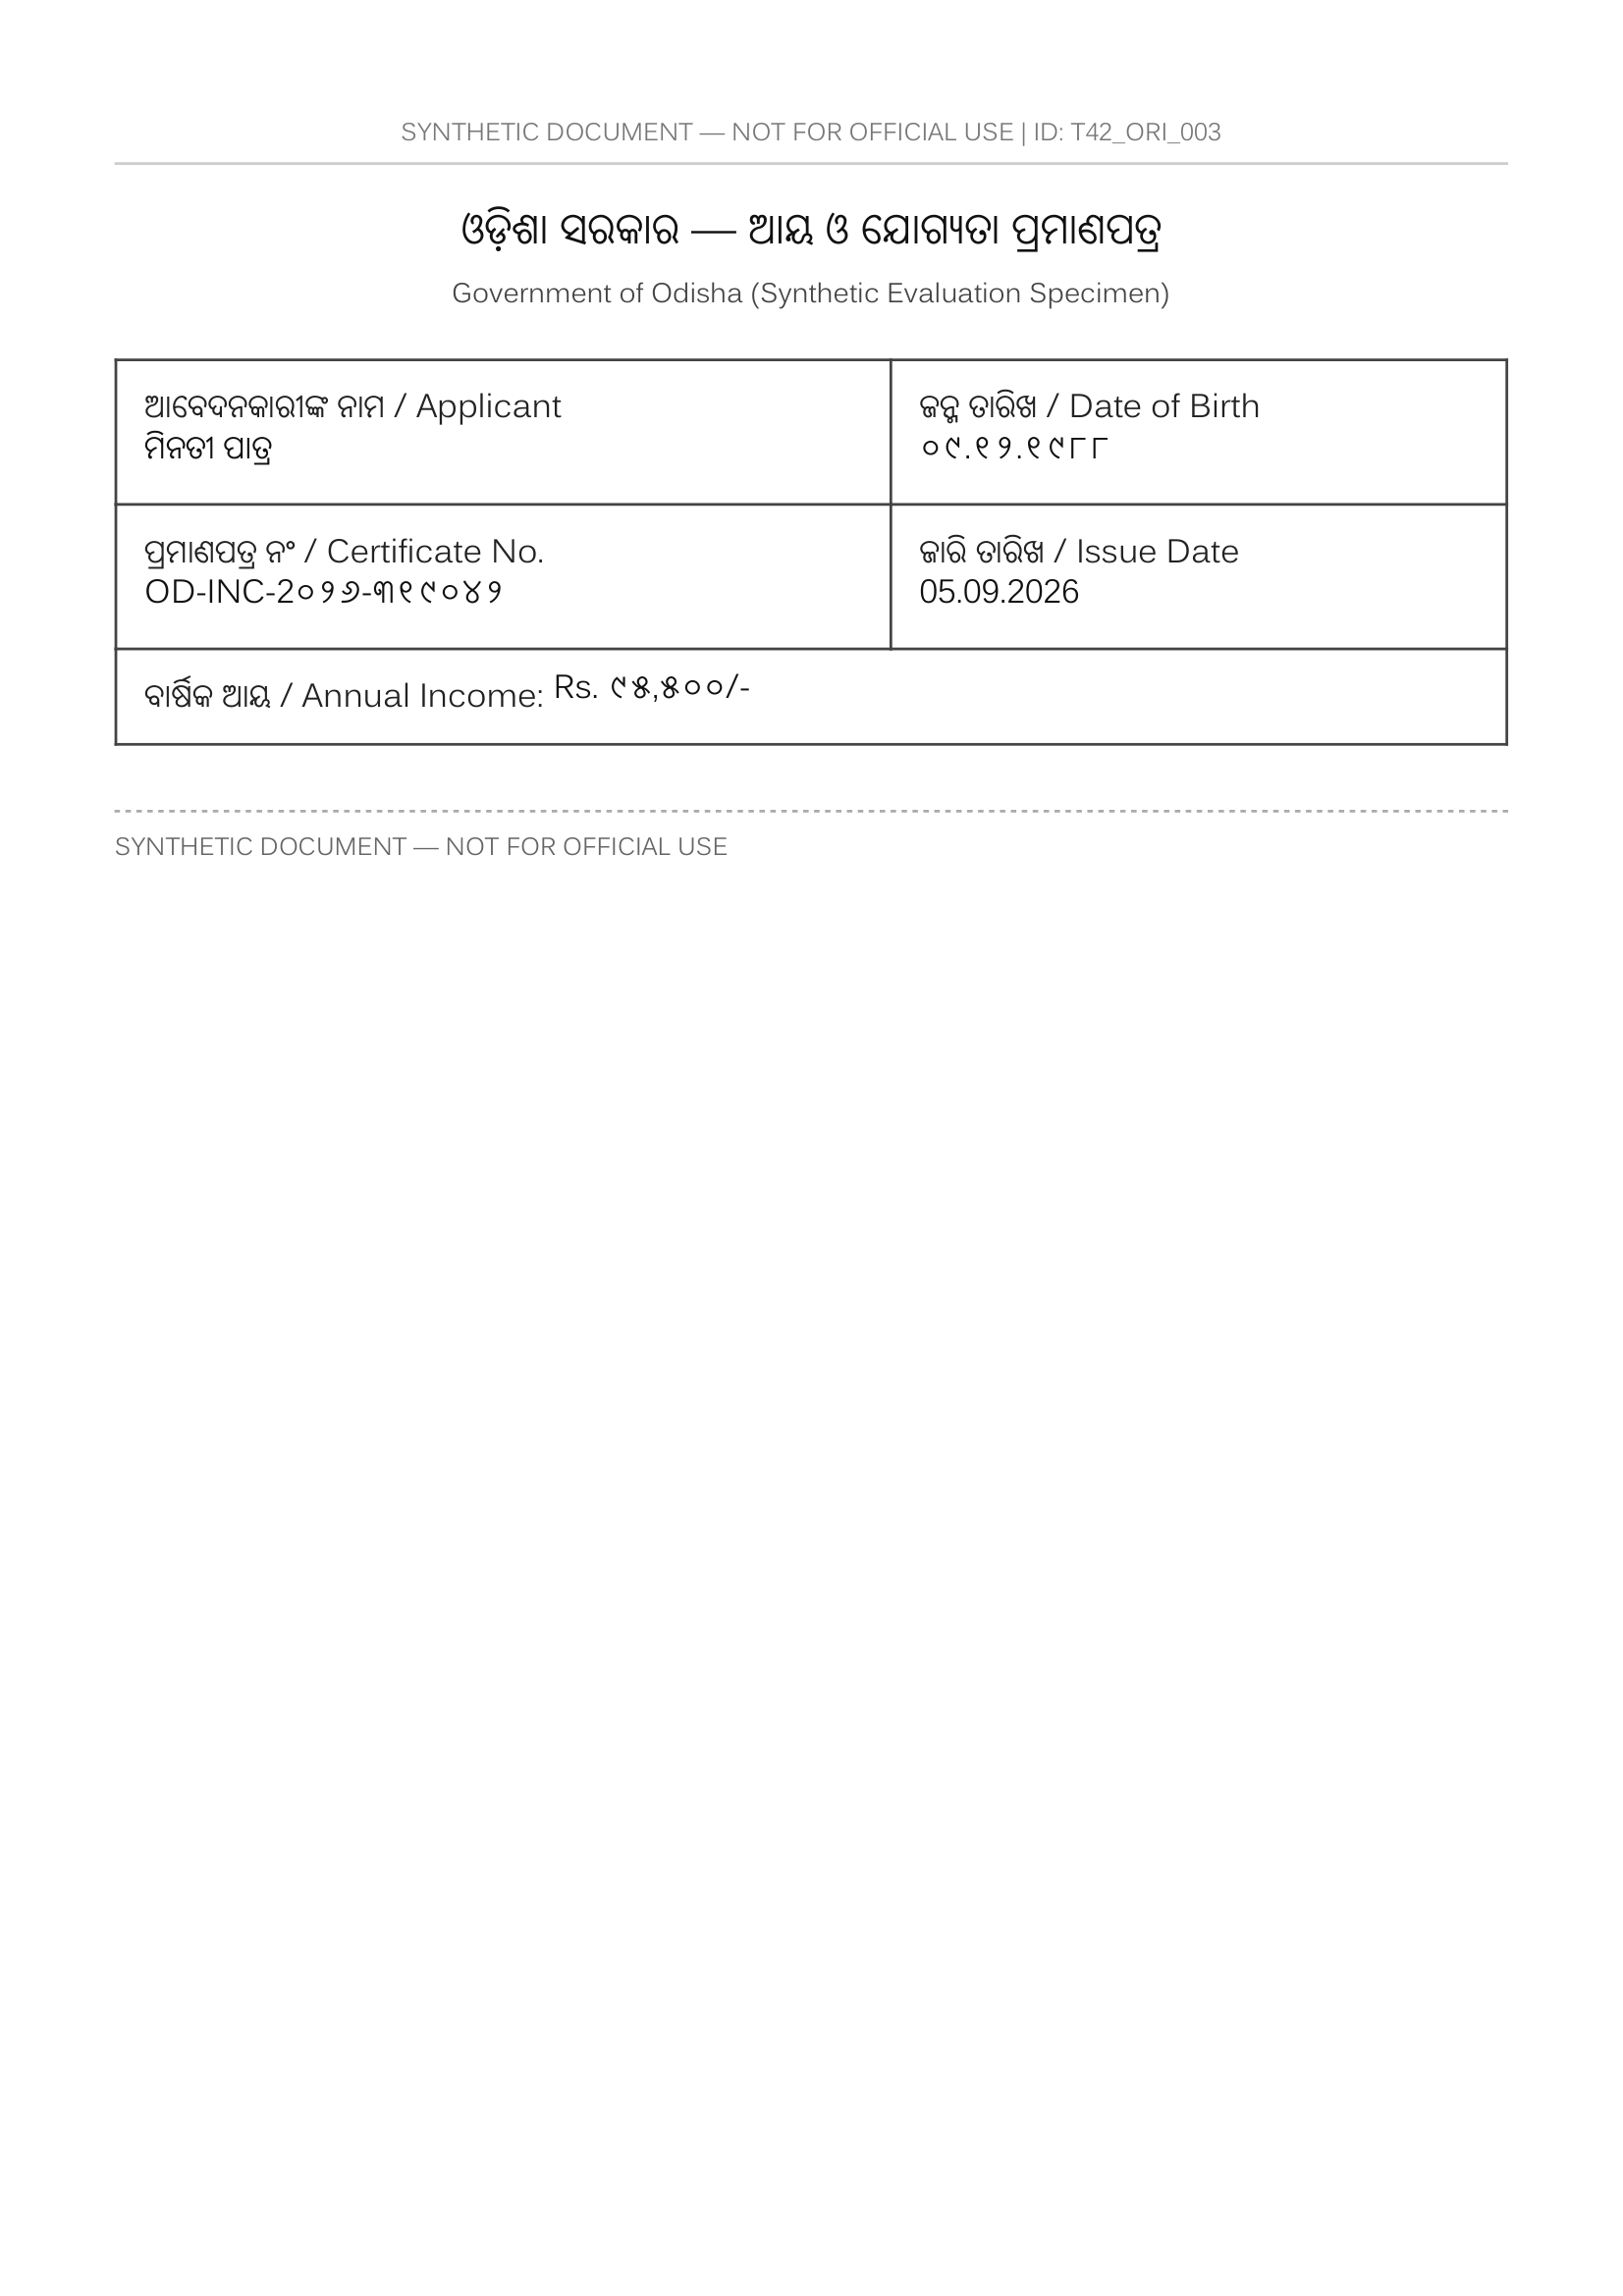 SYNTHETIC DOCUMENT — NOT FOR OFFICIAL USE | ID: T42_ORI_003
ଓଡ଼ିଶା ସରକାର — ଆୟ ଓ ଯୋଗ୍ୟତା ପ୍ରମାଣପତ୍ର
Government of Odisha (Synthetic Evaluation Specimen)
ଆବେଦନକାରୀଙ୍କ ନାମ / Applicant
ମିନତୀ ପାତ୍ର
ଜନ୍ମ ତାରିଖ / Date of Birth
୦୯.୧୨.୧୯୮୮
ପ୍ରମାଣପତ୍ର ନଂ / Certificate No.
OD-INC-2୦୨୬-୩୧୯୦୪୨
ଜାରି ତାରିଖ / Issue Date
05.09.2026
ବାର୍ଷିକ ଆୟ / Annual Income: Rs. ୯୫,୫୦୦/-
SYNTHETIC DOCUMENT — NOT FOR OFFICIAL USE